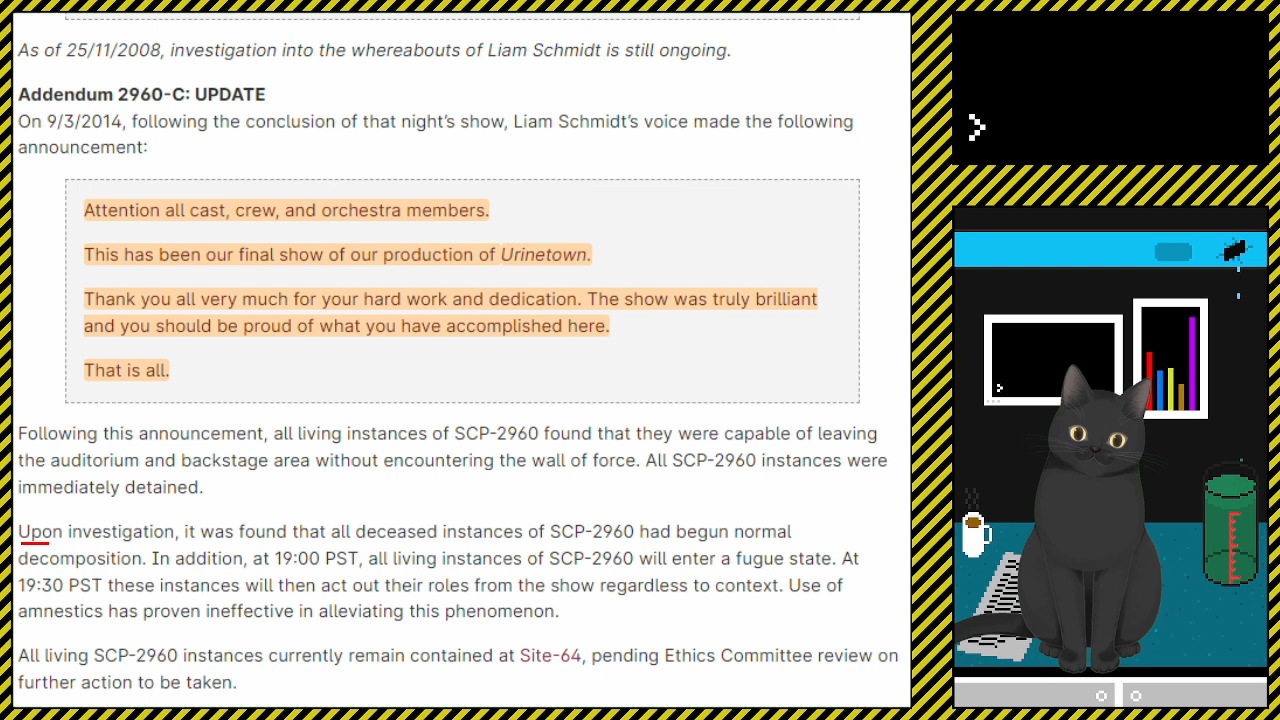 As of 25/11/2008, investigation into the whereabouts of Liam Schmidt is still ongoing.
Addendum 2960-C: UPDATE
On 9/3/2014, following the conclusion of that night's show, Liam Schmidt's voice made the following
announcement:
Attention all cast, crew, and orchestra members.
This has been our final show of our production of Urinetown.
Thank you all very much for your hard work and dedication. The show was truly brilliant
and you should be proud of what you have accomplished here.
That is all.
Following this announcement, all living instances of SCP-2960 found that they were capable of leaving
the auditorium and backstage area without encountering the wall of force. All SCP-2960 instances were
immediately detained.
Upon investigation, it was found that all deceased instances of SCP-2960 had begun normal
decomposition. In addition, at 19:00 PST, all living instances of SCP-2960 will enter a fugue state. At
19:30 PST these instances will then act out their roles from the show regardless to context. Use of
amnestics has proven ineffective in alleviating this phenomenon.
All living SCP-2960 instances currently remain contained at Site-64, pending Ethics Committee review on
further action to be taken.